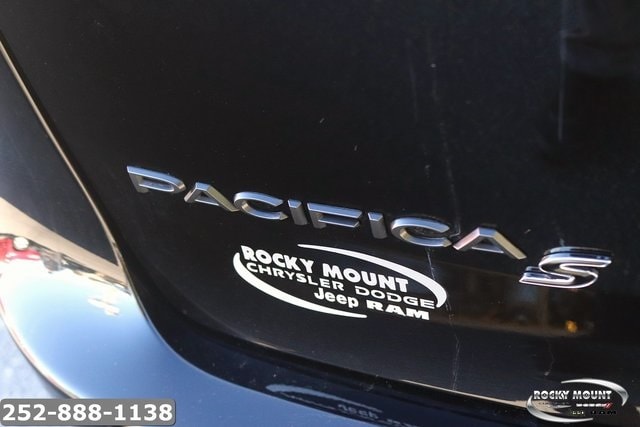 PACIFICA S
ROCKY MOUNT
CHRYSLER DODGE
Jeep RAM
252-888-1138
ROCKY MOUNT